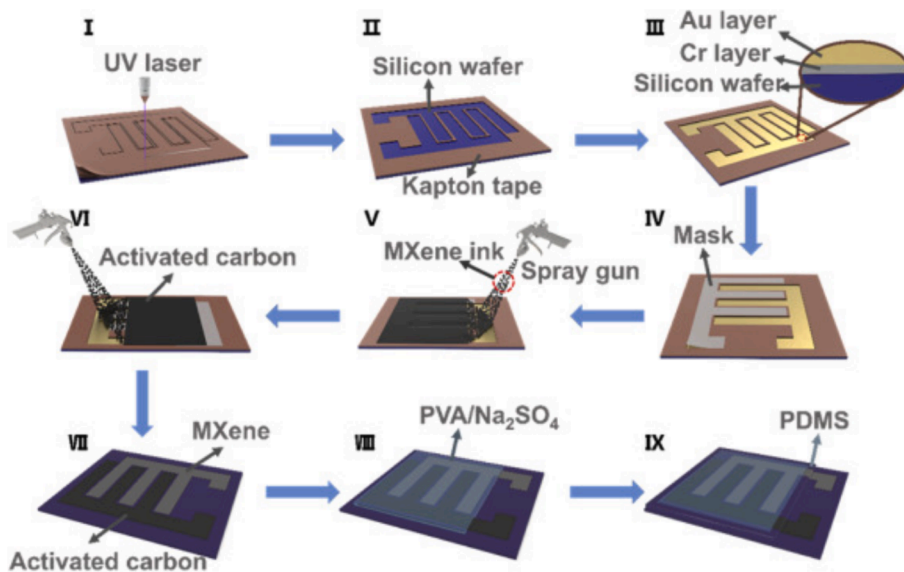 I
UV laser
II
Silicon wafer
Kapton tape
III
Au layer
Cr layer
Silicon wafer
IV
Mask
V
MXene ink
Spray gun
VI
Activated carbon
VII
MXene
Activated carbon
VIII
PVA/Na₂SO₄
IX
PDMS